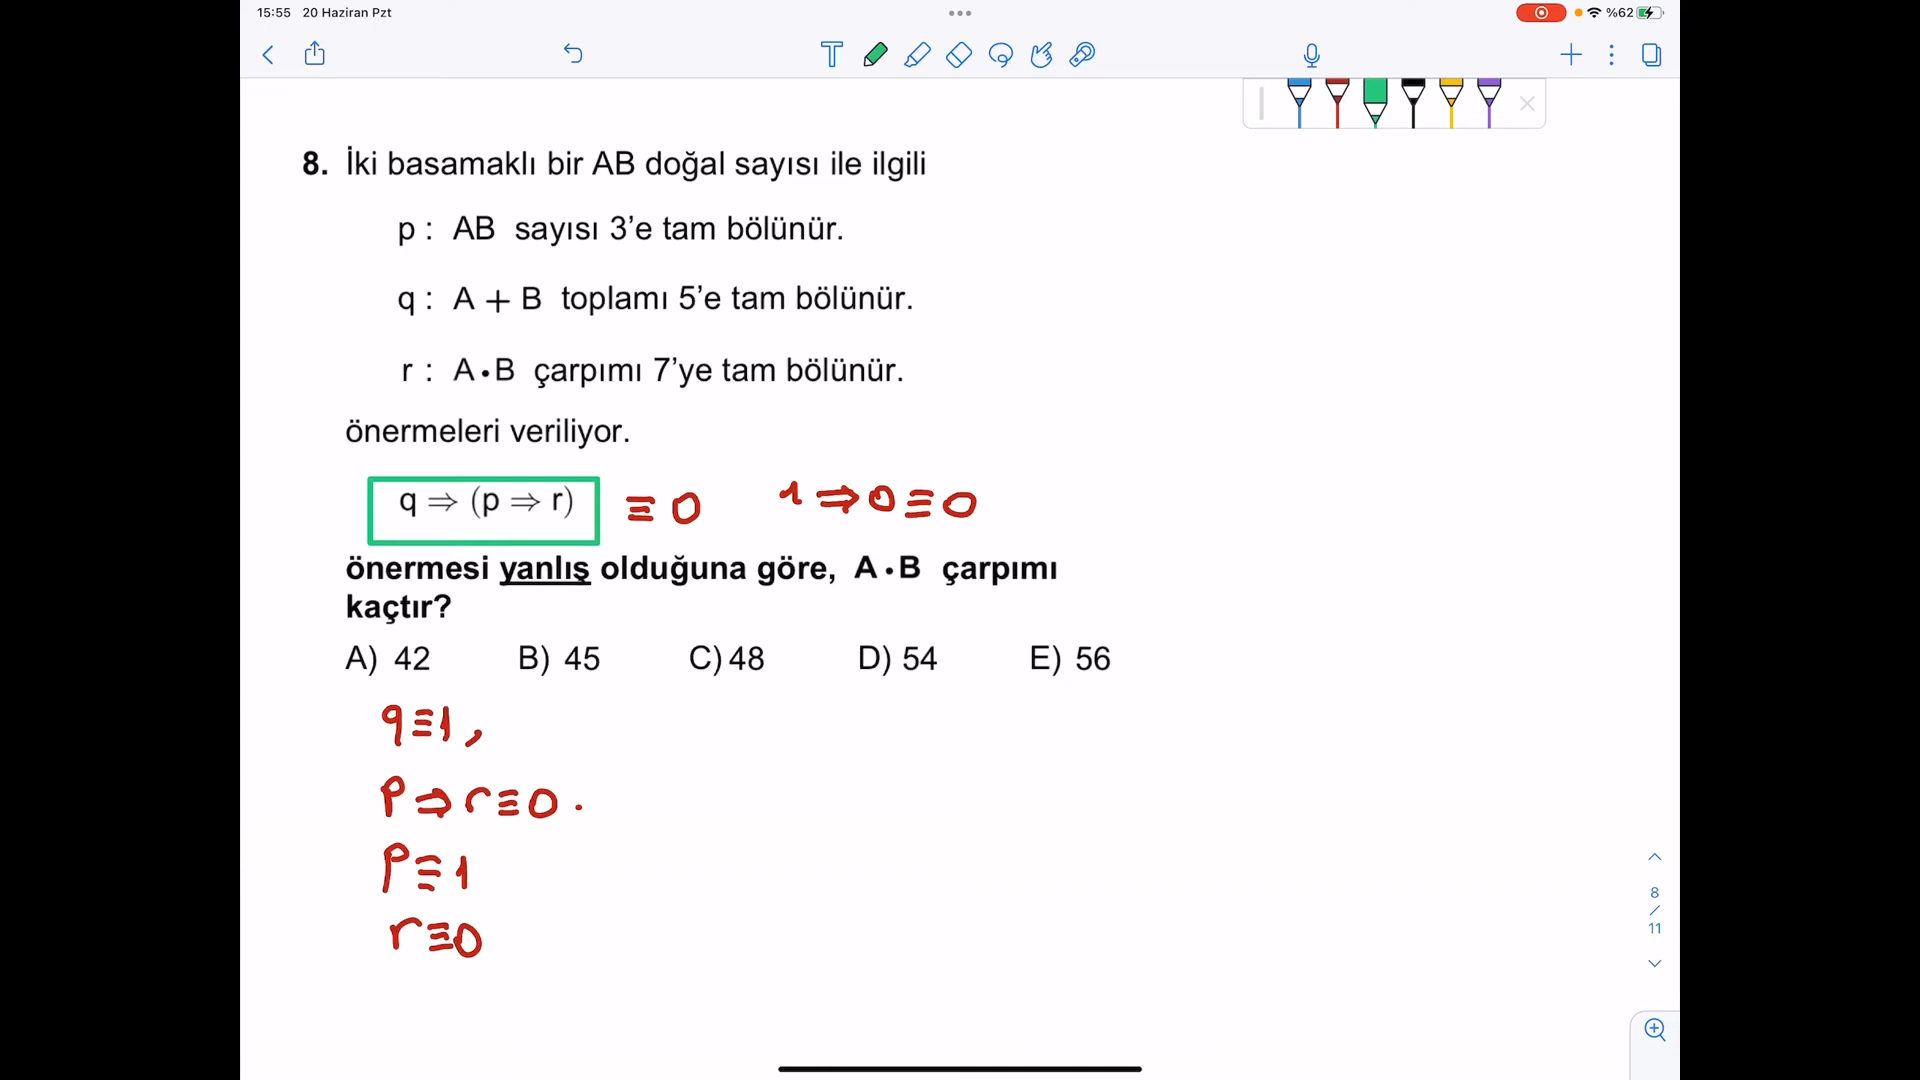 15:55 20 Haziran Pzt
%62
8. İki basamaklı bir AB doğal sayısı ile ilgili
p : AB sayısı 3’e tam bölünür.
q : A + B toplamı 5’e tam bölünür.
r : A • B çarpımı 7’ye tam bölünür.
önermeleri veriliyor.
q ⇒ (p ⇒ r) ≡ 0 1 ⇒ 0 ≡ 0
önermesi yanlış olduğuna göre, A • B çarpımı
kaçtır?
A) 42 B) 45 C) 48 D) 54 E) 56
q ≡ 1 ,
p ⇒ r ≡ 0 .
p ≡ 1
r ≡ 0
8
/
11